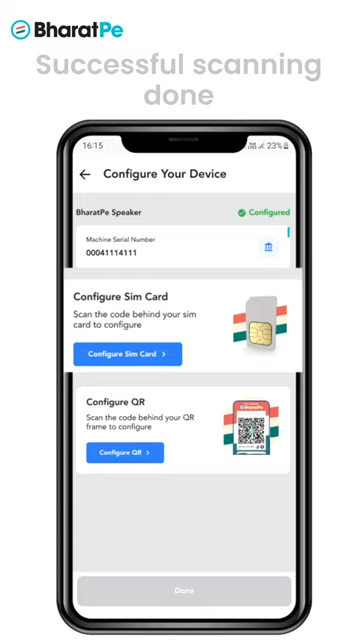 BharatPe
Successful scanning
done
16:15
23%
Configure Your Device
BharatPe Speaker
Configured
Machine Serial Number
00041114111
Configure Sim Card
Scan the code behind your sim
card to configure
Configure Sim Card >
Configure QR
Scan the code behind your QR
frame to configure
BharatPe
Configure QR >
Done